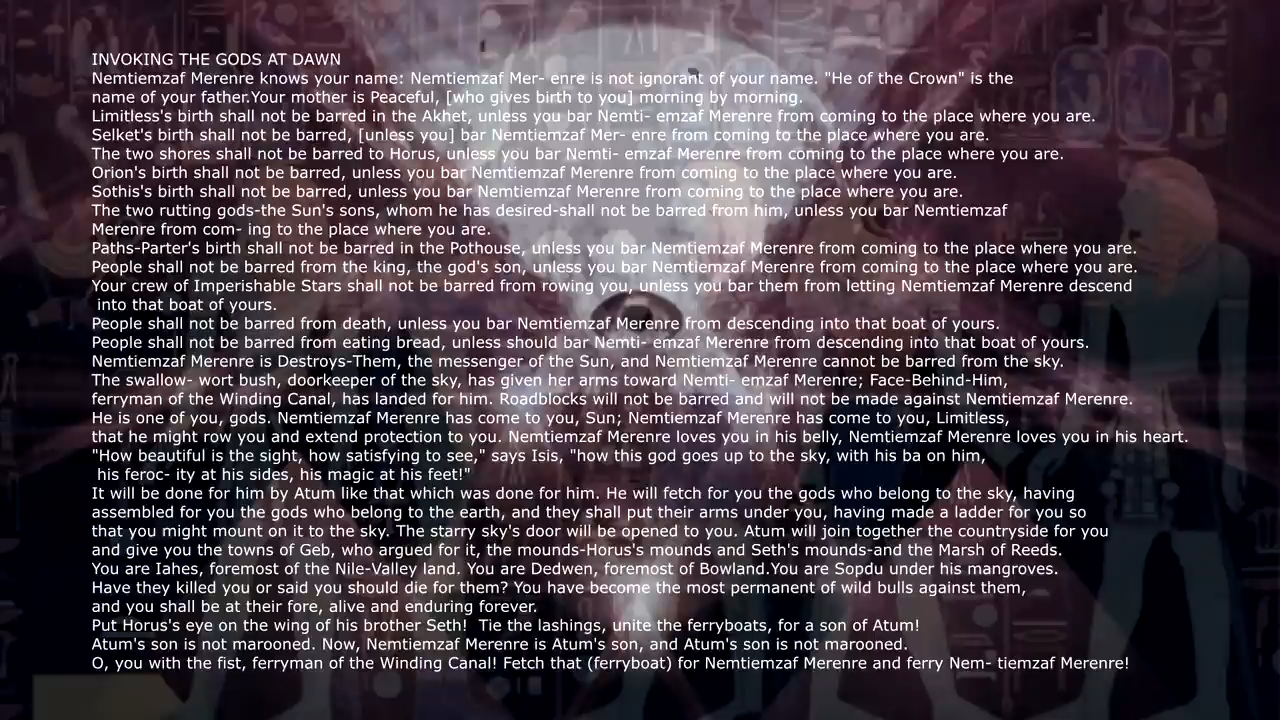 INVOKING THE GODS AT DAWN
Nemtiemzaf Merenre knows your name: Nemtiemzaf Mer- enre is not ignorant of your name. "He of the Crown" is the
name of your father.Your mother is Peaceful, [who gives birth to you] morning by morning.
Limitless's birth shall not be barred in the Akhet, unless you bar Nemti- emzaf Merenre from coming to the place where you are.
Selket's birth shall not be barred, [unless you] bar Nemtiemzaf Mer- enre from coming to the place where you are.
The two shores shall not be barred to Horus, unless you bar Nemti- emzaf Merenre from coming to the place where you are.
Orion's birth shall not be barred, unless you bar Nemtiemzaf Merenre from coming to the place where you are.
Sothis's birth shall not be barred, unless you bar Nemtiemzaf Merenre from coming to the place where you are.
The two rutting gods-the Sun's sons, whom he has desired-shall not be barred from him, unless you bar Nemtiemzaf
Merenre from com- ing to the place where you are.
Paths-Parter's birth shall not be barred in the Pothouse, unless you bar Nemtiemzaf Merenre from coming to the place where you are.
People shall not be barred from the king, the god's son, unless you bar Nemtiemzaf Merenre from coming to the place where you are.
Your crew of Imperishable Stars shall not be barred from rowing you, unless you bar them from letting Nemtiemzaf Merenre descend
into that boat of yours.
People shall not be barred from death, unless you bar Nemtiemzaf Merenre from descending into that boat of yours.
People shall not be barred from eating bread, unless should bar Nemti- emzaf Merenre from descending into that boat of yours.
Nemtiemzaf Merenre is Destroys-Them, the messenger of the Sun, and Nemtiemzaf Merenre cannot be barred from the sky.
The swallow- wort bush, doorkeeper of the sky, has given her arms toward Nemti- emzaf Merenre; Face-Behind-Him,
ferryman of the Winding Canal, has landed for him. Roadblocks will not be barred and will not be made against Nemtiemzaf Merenre.
He is one of you, gods. Nemtiemzaf Merenre has come to you, Sun; Nemtiemzaf Merenre has come to you, Limitless,
that he might row you and extend protection to you. Nemtiemzaf Merenre loves you in his belly, Nemtiemzaf Merenre loves you in his heart.
"How beautiful is the sight, how satisfying to see," says Isis, "how this god goes up to the sky, with his ba on him,
his feroc- ity at his sides, his magic at his feet!"
It will be done for him by Atum like that which was done for him. He will fetch for you the gods who belong to the sky, having
assembled for you the gods who belong to the earth, and they shall put their arms under you, having made a ladder for you so
that you might mount on it to the sky. The starry sky's door will be opened to you. Atum will join together the countryside for you
and give you the towns of Geb, who argued for it, the mounds-Horus's mounds and Seth's mounds-and the Marsh of Reeds.
You are Iahes, foremost of the Nile-Valley land. You are Dedwen, foremost of Bowland.You are Sopdu under his mangroves.
Have they killed you or said you should die for them? You have become the most permanent of wild bulls against them,
and you shall be at their fore, alive and enduring forever.
Put Horus's eye on the wing of his brother Seth!  Tie the lashings, unite the ferryboats, for a son of Atum!
Atum's son is not marooned. Now, Nemtiemzaf Merenre is Atum's son, and Atum's son is not marooned.
O, you with the fist, ferryman of the Winding Canal! Fetch that (ferryboat) for Nemtiemzaf Merenre and ferry Nem- tiemzaf Merenre!